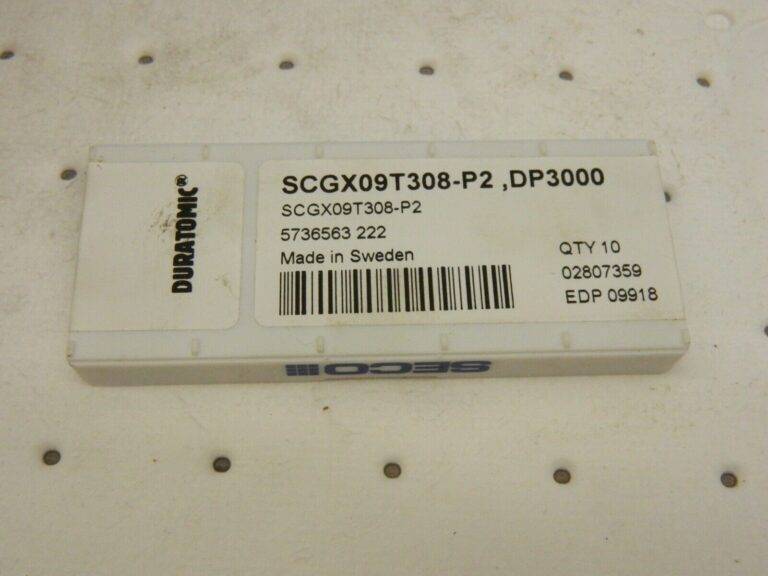 DURATOMIC®
SCGX09T308-P2 ,DP3000
SCGX09T308-P2
5736563 222
Made in Sweden
QTY 10
02807359
EDP 09918
SECO